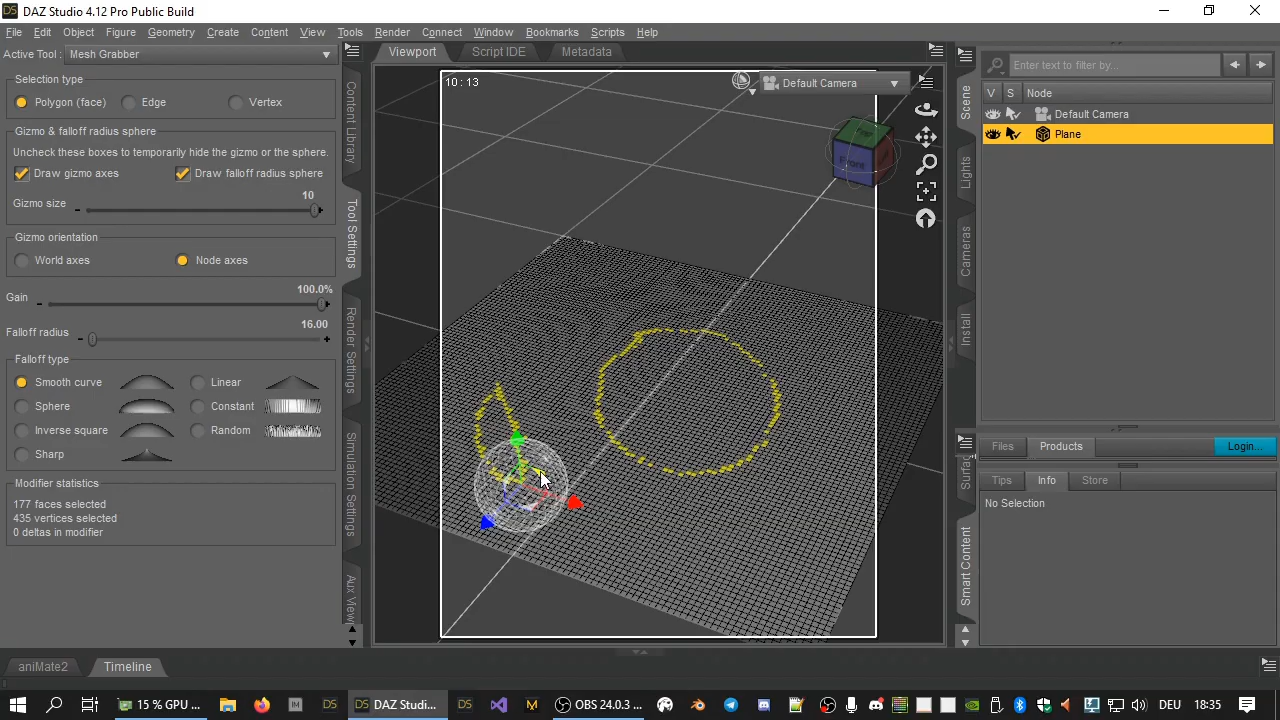 DAZ Studio 4.12 Pro Public Build
File Edit Object Figure Geometry Create Content View Tools Render Connect Window Bookmarks Scripts Help
Active Tool : Mesh Grabber
Viewport Script IDE Metadata
Selection type
Polygon (face) Edge Vertex
Gizmo & falloff radius sphere
Uncheck these boxes to temporarily hide the gizmo or the sphere.
Draw gizmo axes Draw falloff radius sphere
10
Gizmo size
Gizmo orientation
World axes Node axes
100.0%
Gain
16.00
Falloff radius
Falloff type
Smooth curve Linear
Sphere Constant
Inverse square Random
Sharp
Modifier statistics
177 faces selected
435 vertices selected
0 deltas in modifier
Content Library
Tool Settings
Render Settings
Simulation Settings
Aux View
10 : 13
Default Camera
Front
Scene
Lights
Cameras
Install
Enter text to filter by...
V S Node
Default Camera
Plane
Files Products Login...
Tips Info Store
No Selection
Surfac
Smart Content
aniMate2 Timeline
15 % GPU ...
DAZ Studi...
OBS 24.0.3 ...
DEU 18:35